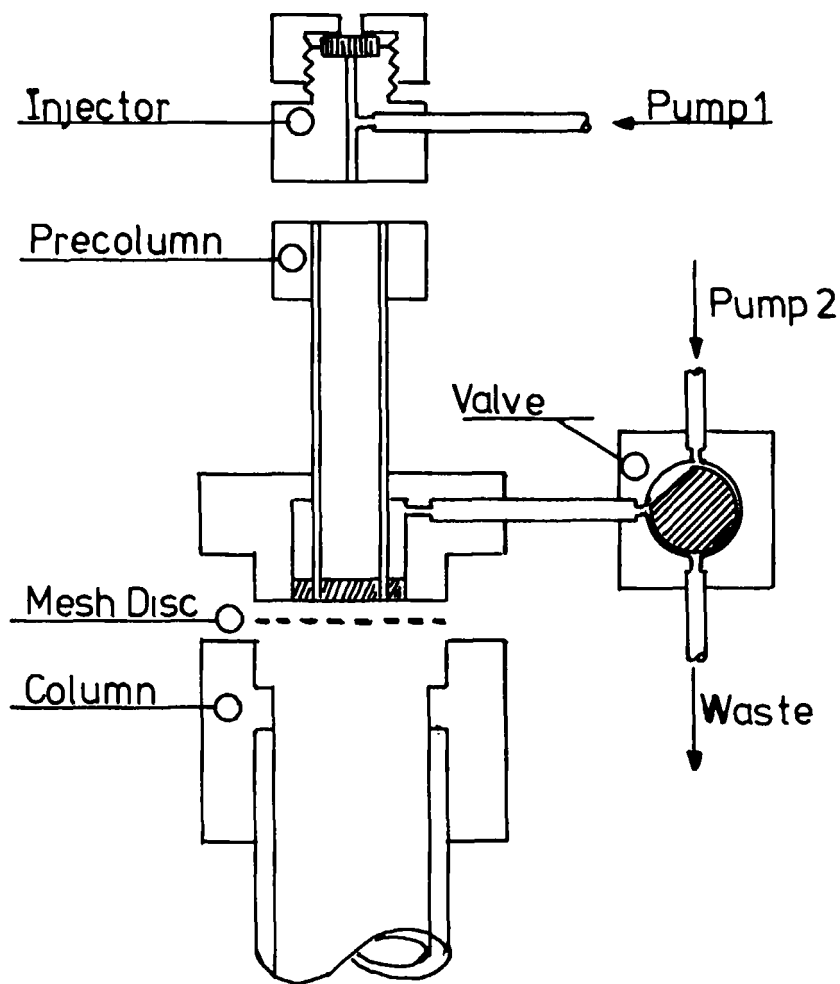 Injector
Pump 1
Precolumn
Pump 2
Valve
Mesh Disc
Column
Waste